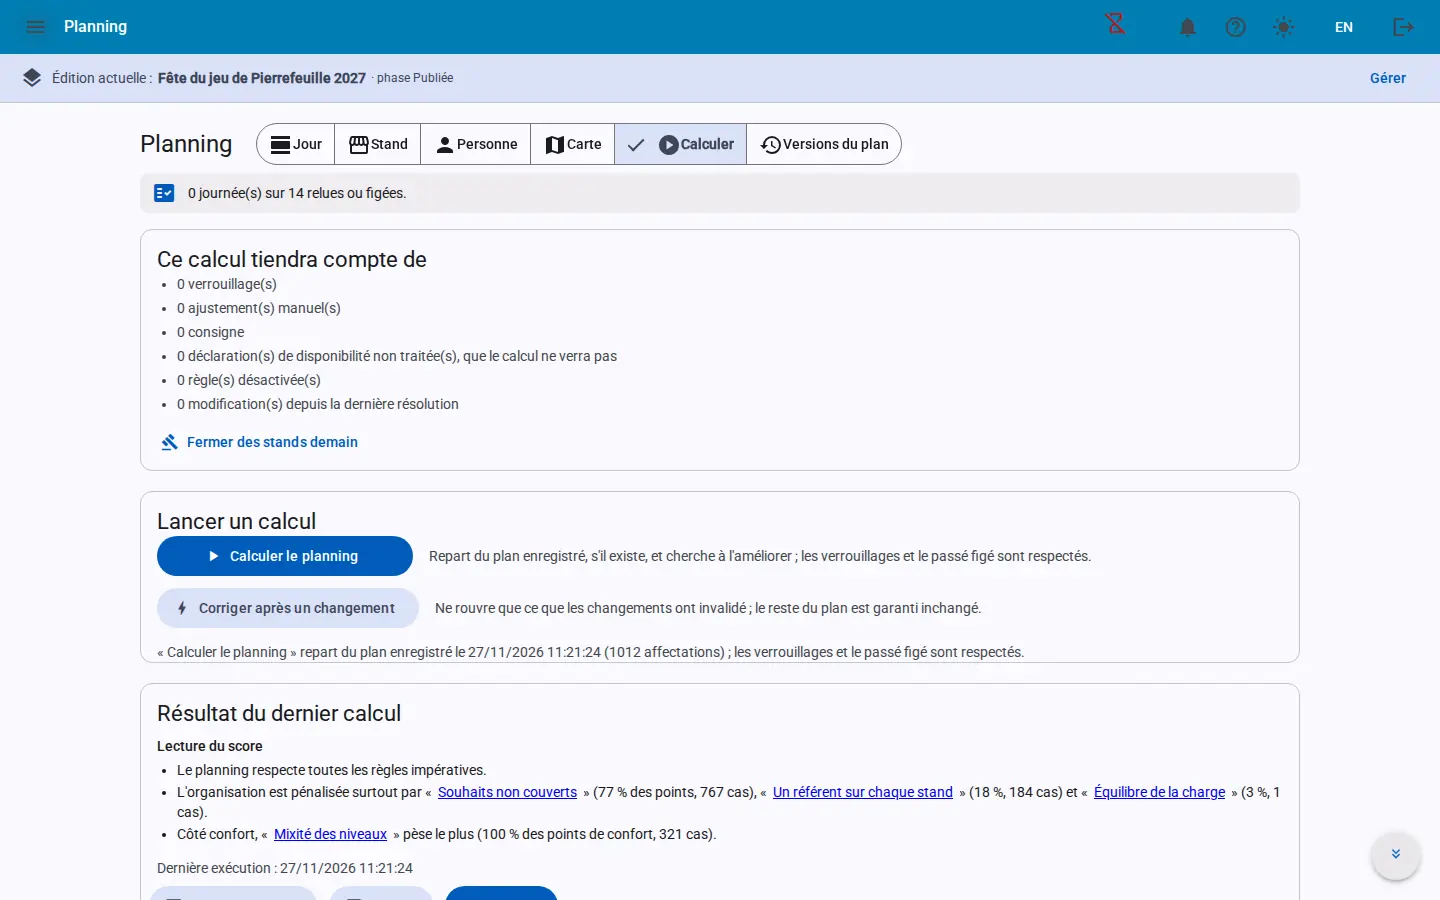 Planning
EN
Édition actuelle : Fête du jeu de Pierrefeuille 2027 · phase Publiée
Gérer
Planning
Jour
Stand
Personne
Carte
Calculer
Versions du plan
0 journée(s) sur 14 relues ou figées.
Ce calcul tiendra compte de
• 0 verrouillage(s)
• 0 ajustement(s) manuel(s)
• 0 consigne
• 0 déclaration(s) de disponibilité non traitée(s), que le calcul ne verra pas
• 0 règle(s) désactivée(s)
• 0 modification(s) depuis la dernière résolution
Fermer des stands demain
Lancer un calcul
Calculer le planning
Repart du plan enregistré, s'il existe, et cherche à l'améliorer ; les verrouillages et le passé figé sont respectés.
Corriger après un changement
Ne rouvre que ce que les changements ont invalidé ; le reste du plan est garanti inchangé.
« Calculer le planning » repart du plan enregistré le 27/11/2026 11:21:24 (1012 affectations) ; les verrouillages et le passé figé sont respectés.
Résultat du dernier calcul
Lecture du score
• Le planning respecte toutes les règles impératives.
• L'organisation est pénalisée surtout par « Souhaits non couverts » (77 % des points, 767 cas), « Un référent sur chaque stand » (18 %, 184 cas) et « Équilibre de la charge » (3 %, 1
cas).
• Côté confort, « Mixité des niveaux » pèse le plus (100 % des points de confort, 321 cas).
Dernière exécution : 27/11/2026 11:21:24